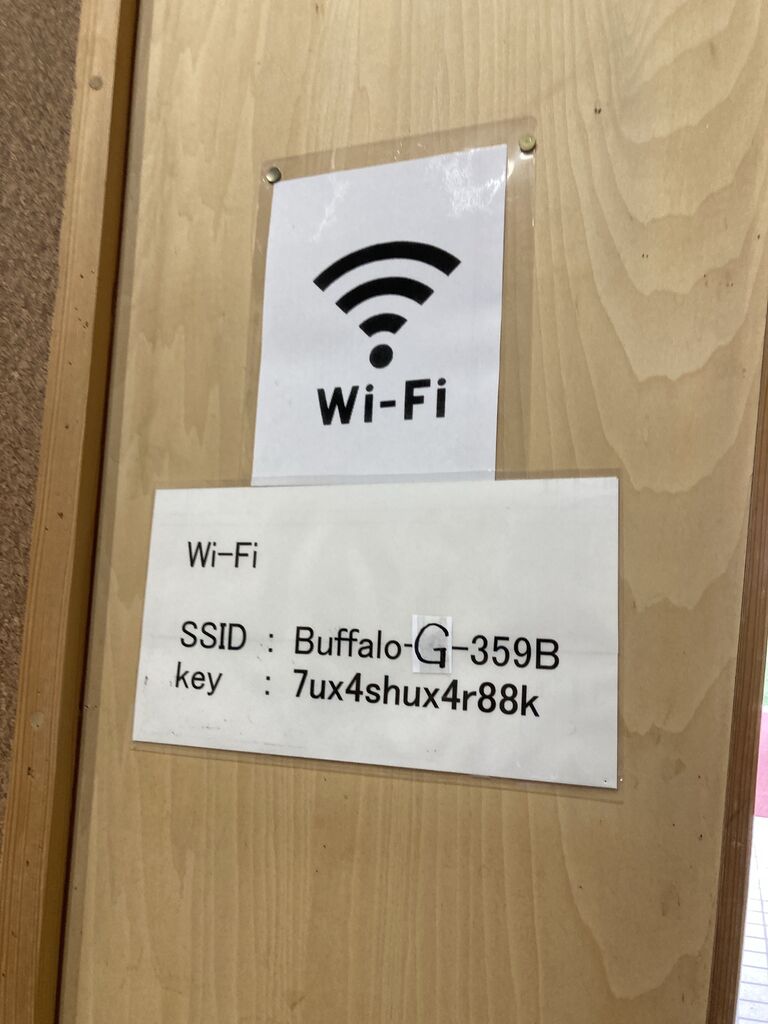 Wi-Fi
Wi-Fi
SSID : Buffalo-G-359B
key : 7ux4shux4r88k